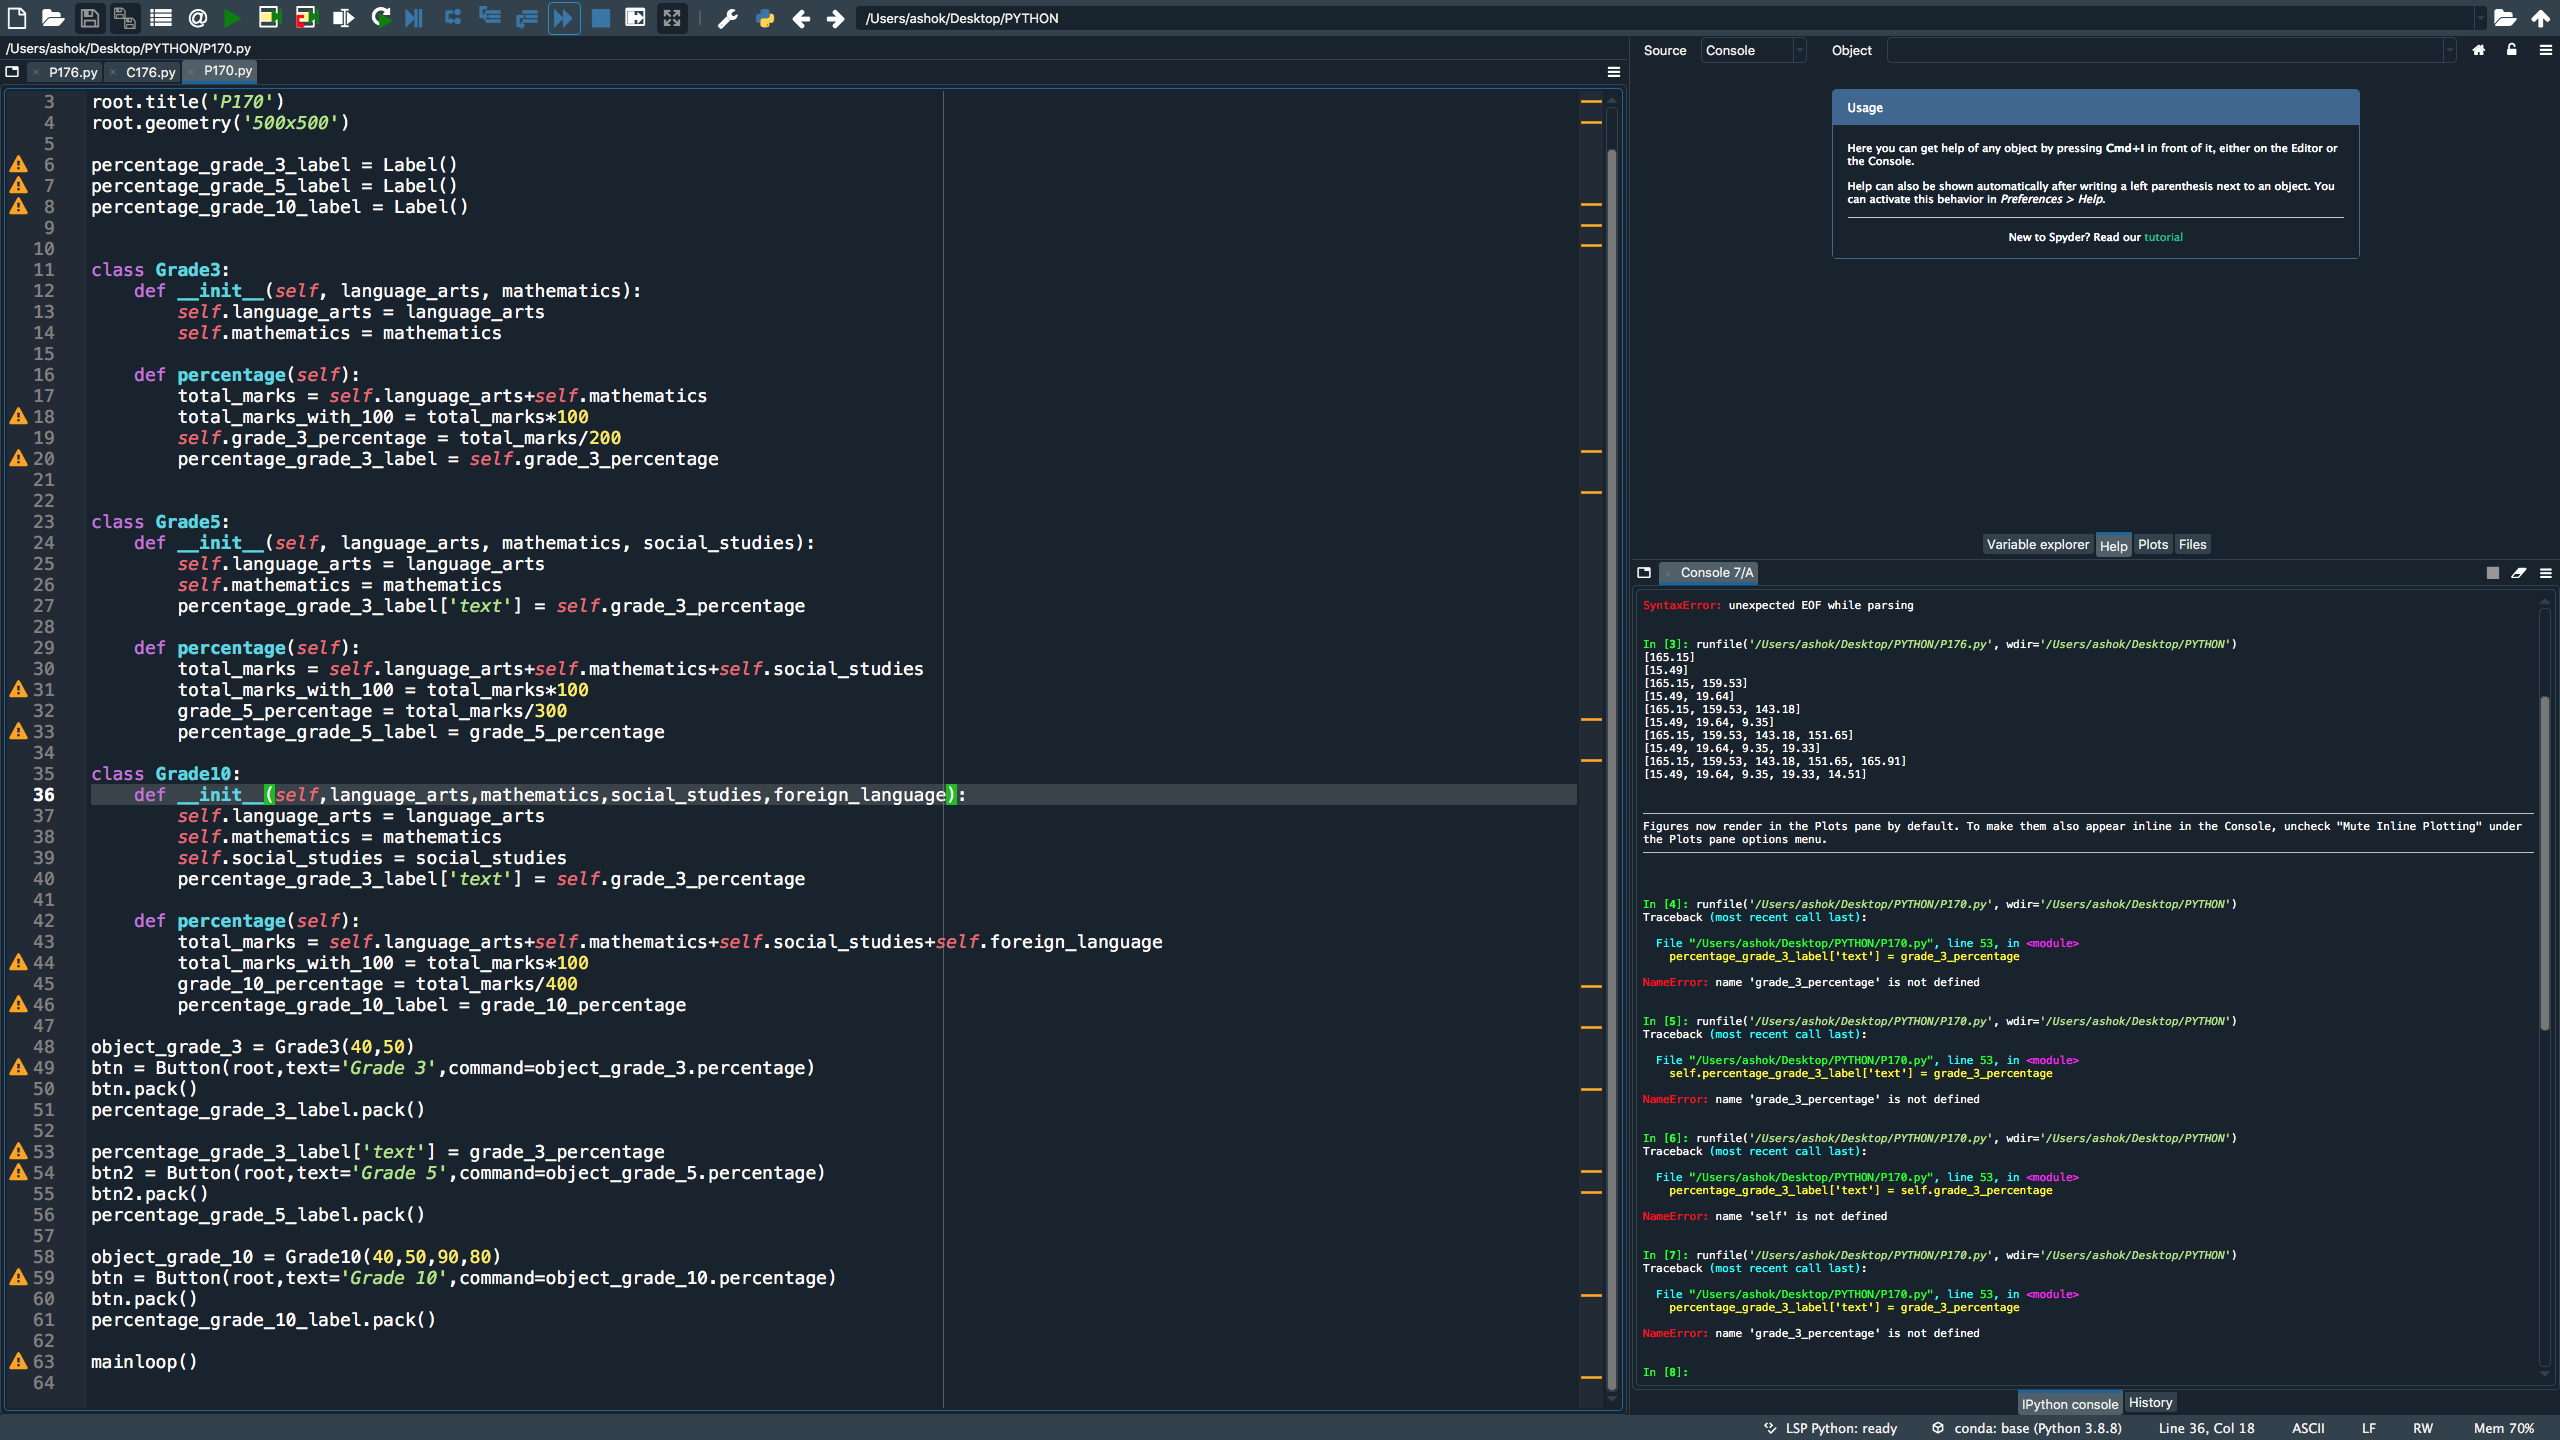 /Users/ashok/Desktop/PYTHON
/Users/ashok/Desktop/PYTHON/P170.py
P176.py
C176.py
P170.py
3 root.title('P170')
4 root.geometry('500x500')
5
6 percentage_grade_3_label = Label()
7 percentage_grade_5_label = Label()
8 percentage_grade_10_label = Label()
9
10
11 class Grade3:
12 def __init__(self, language_arts, mathematics):
13 self.language_arts = language_arts
14 self.mathematics = mathematics
15
16 def percentage(self):
17 total_marks = self.language_arts+self.mathematics
18 total_marks_with_100 = total_marks*100
19 self.grade_3_percentage = total_marks/200
20 percentage_grade_3_label = self.grade_3_percentage
21
22
23 class Grade5:
24 def __init__(self, language_arts, mathematics, social_studies):
25 self.language_arts = language_arts
26 self.mathematics = mathematics
27 percentage_grade_3_label['text'] = self.grade_3_percentage
28
29 def percentage(self):
30 total_marks = self.language_arts+self.mathematics+self.social_studies
31 total_marks_with_100 = total_marks*100
32 grade_5_percentage = total_marks/300
33 percentage_grade_5_label = grade_5_percentage
34
35 class Grade10:
36 def __init__(self,language_arts,mathematics,social_studies,foreign_language):
37 self.language_arts = language_arts
38 self.mathematics = mathematics
39 self.social_studies = social_studies
40 percentage_grade_3_label['text'] = self.grade_3_percentage
41
42 def percentage(self):
43 total_marks = self.language_arts+self.mathematics+self.social_studies+self.foreign_language
44 total_marks_with_100 = total_marks*100
45 grade_10_percentage = total_marks/400
46 percentage_grade_10_label = grade_10_percentage
47
48 object_grade_3 = Grade3(40,50)
49 btn = Button(root,text='Grade 3',command=object_grade_3.percentage)
50 btn.pack()
51 percentage_grade_3_label.pack()
52
53 percentage_grade_3_label['text'] = grade_3_percentage
54 btn2 = Button(root,text='Grade 5',command=object_grade_5.percentage)
55 btn2.pack()
56 percentage_grade_5_label.pack()
57
58 object_grade_10 = Grade10(40,50,90,80)
59 btn = Button(root,text='Grade 10',command=object_grade_10.percentage)
60 btn.pack()
61 percentage_grade_10_label.pack()
62
63 mainloop()
64
Source Console Object
Usage
Here you can get help of any object by pressing Cmd+I in front of it, either on the Editor or
the Console.
Help can also be shown automatically after writing a left parenthesis next to an object. You
can activate this behavior in Preferences > Help.
New to Spyder? Read our tutorial
Variable explorer Help Plots Files
Console 7/A
SyntaxError: unexpected EOF while parsing
In [3]: runfile('/Users/ashok/Desktop/PYTHON/P176.py', wdir='/Users/ashok/Desktop/PYTHON')
[165.15]
[15.49]
[165.15, 159.53]
[15.49, 19.64]
[165.15, 159.53, 143.18]
[15.49, 19.64, 9.35]
[165.15, 159.53, 143.18, 151.65]
[15.49, 19.64, 9.35, 19.33]
[165.15, 159.53, 143.18, 151.65, 165.91]
[15.49, 19.64, 9.35, 19.33, 14.51]
Figures now render in the Plots pane by default. To make them also appear inline in the Console, uncheck "Mute Inline Plotting" under
the Plots pane options menu.
In [4]: runfile('/Users/ashok/Desktop/PYTHON/P170.py', wdir='/Users/ashok/Desktop/PYTHON')
Traceback (most recent call last):
File "/Users/ashok/Desktop/PYTHON/P170.py", line 53, in <module>
percentage_grade_3_label['text'] = grade_3_percentage
NameError: name 'grade_3_percentage' is not defined
In [5]: runfile('/Users/ashok/Desktop/PYTHON/P170.py', wdir='/Users/ashok/Desktop/PYTHON')
Traceback (most recent call last):
File "/Users/ashok/Desktop/PYTHON/P170.py", line 53, in <module>
self.percentage_grade_3_label['text'] = grade_3_percentage
NameError: name 'grade_3_percentage' is not defined
In [6]: runfile('/Users/ashok/Desktop/PYTHON/P170.py', wdir='/Users/ashok/Desktop/PYTHON')
Traceback (most recent call last):
File "/Users/ashok/Desktop/PYTHON/P170.py", line 53, in <module>
percentage_grade_3_label['text'] = self.grade_3_percentage
NameError: name 'self' is not defined
In [7]: runfile('/Users/ashok/Desktop/PYTHON/P170.py', wdir='/Users/ashok/Desktop/PYTHON')
Traceback (most recent call last):
File "/Users/ashok/Desktop/PYTHON/P170.py", line 53, in <module>
percentage_grade_3_label['text'] = grade_3_percentage
NameError: name 'grade_3_percentage' is not defined
In [8]:
IPython console History
LSP Python: ready conda: base (Python 3.8.8) Line 36, Col 18 ASCII LF RW Mem 70%